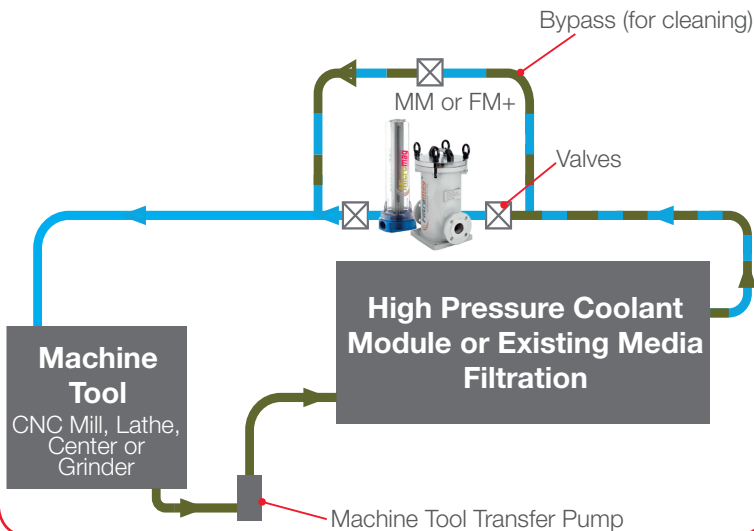 Bypass (for cleaning)
MM or FM+
Valves
High Pressure Coolant
Module or Existing Media
Filtration
Machine
Tool
CNC Mill, Lathe,
Center or
Grinder
Machine Tool Transfer Pump